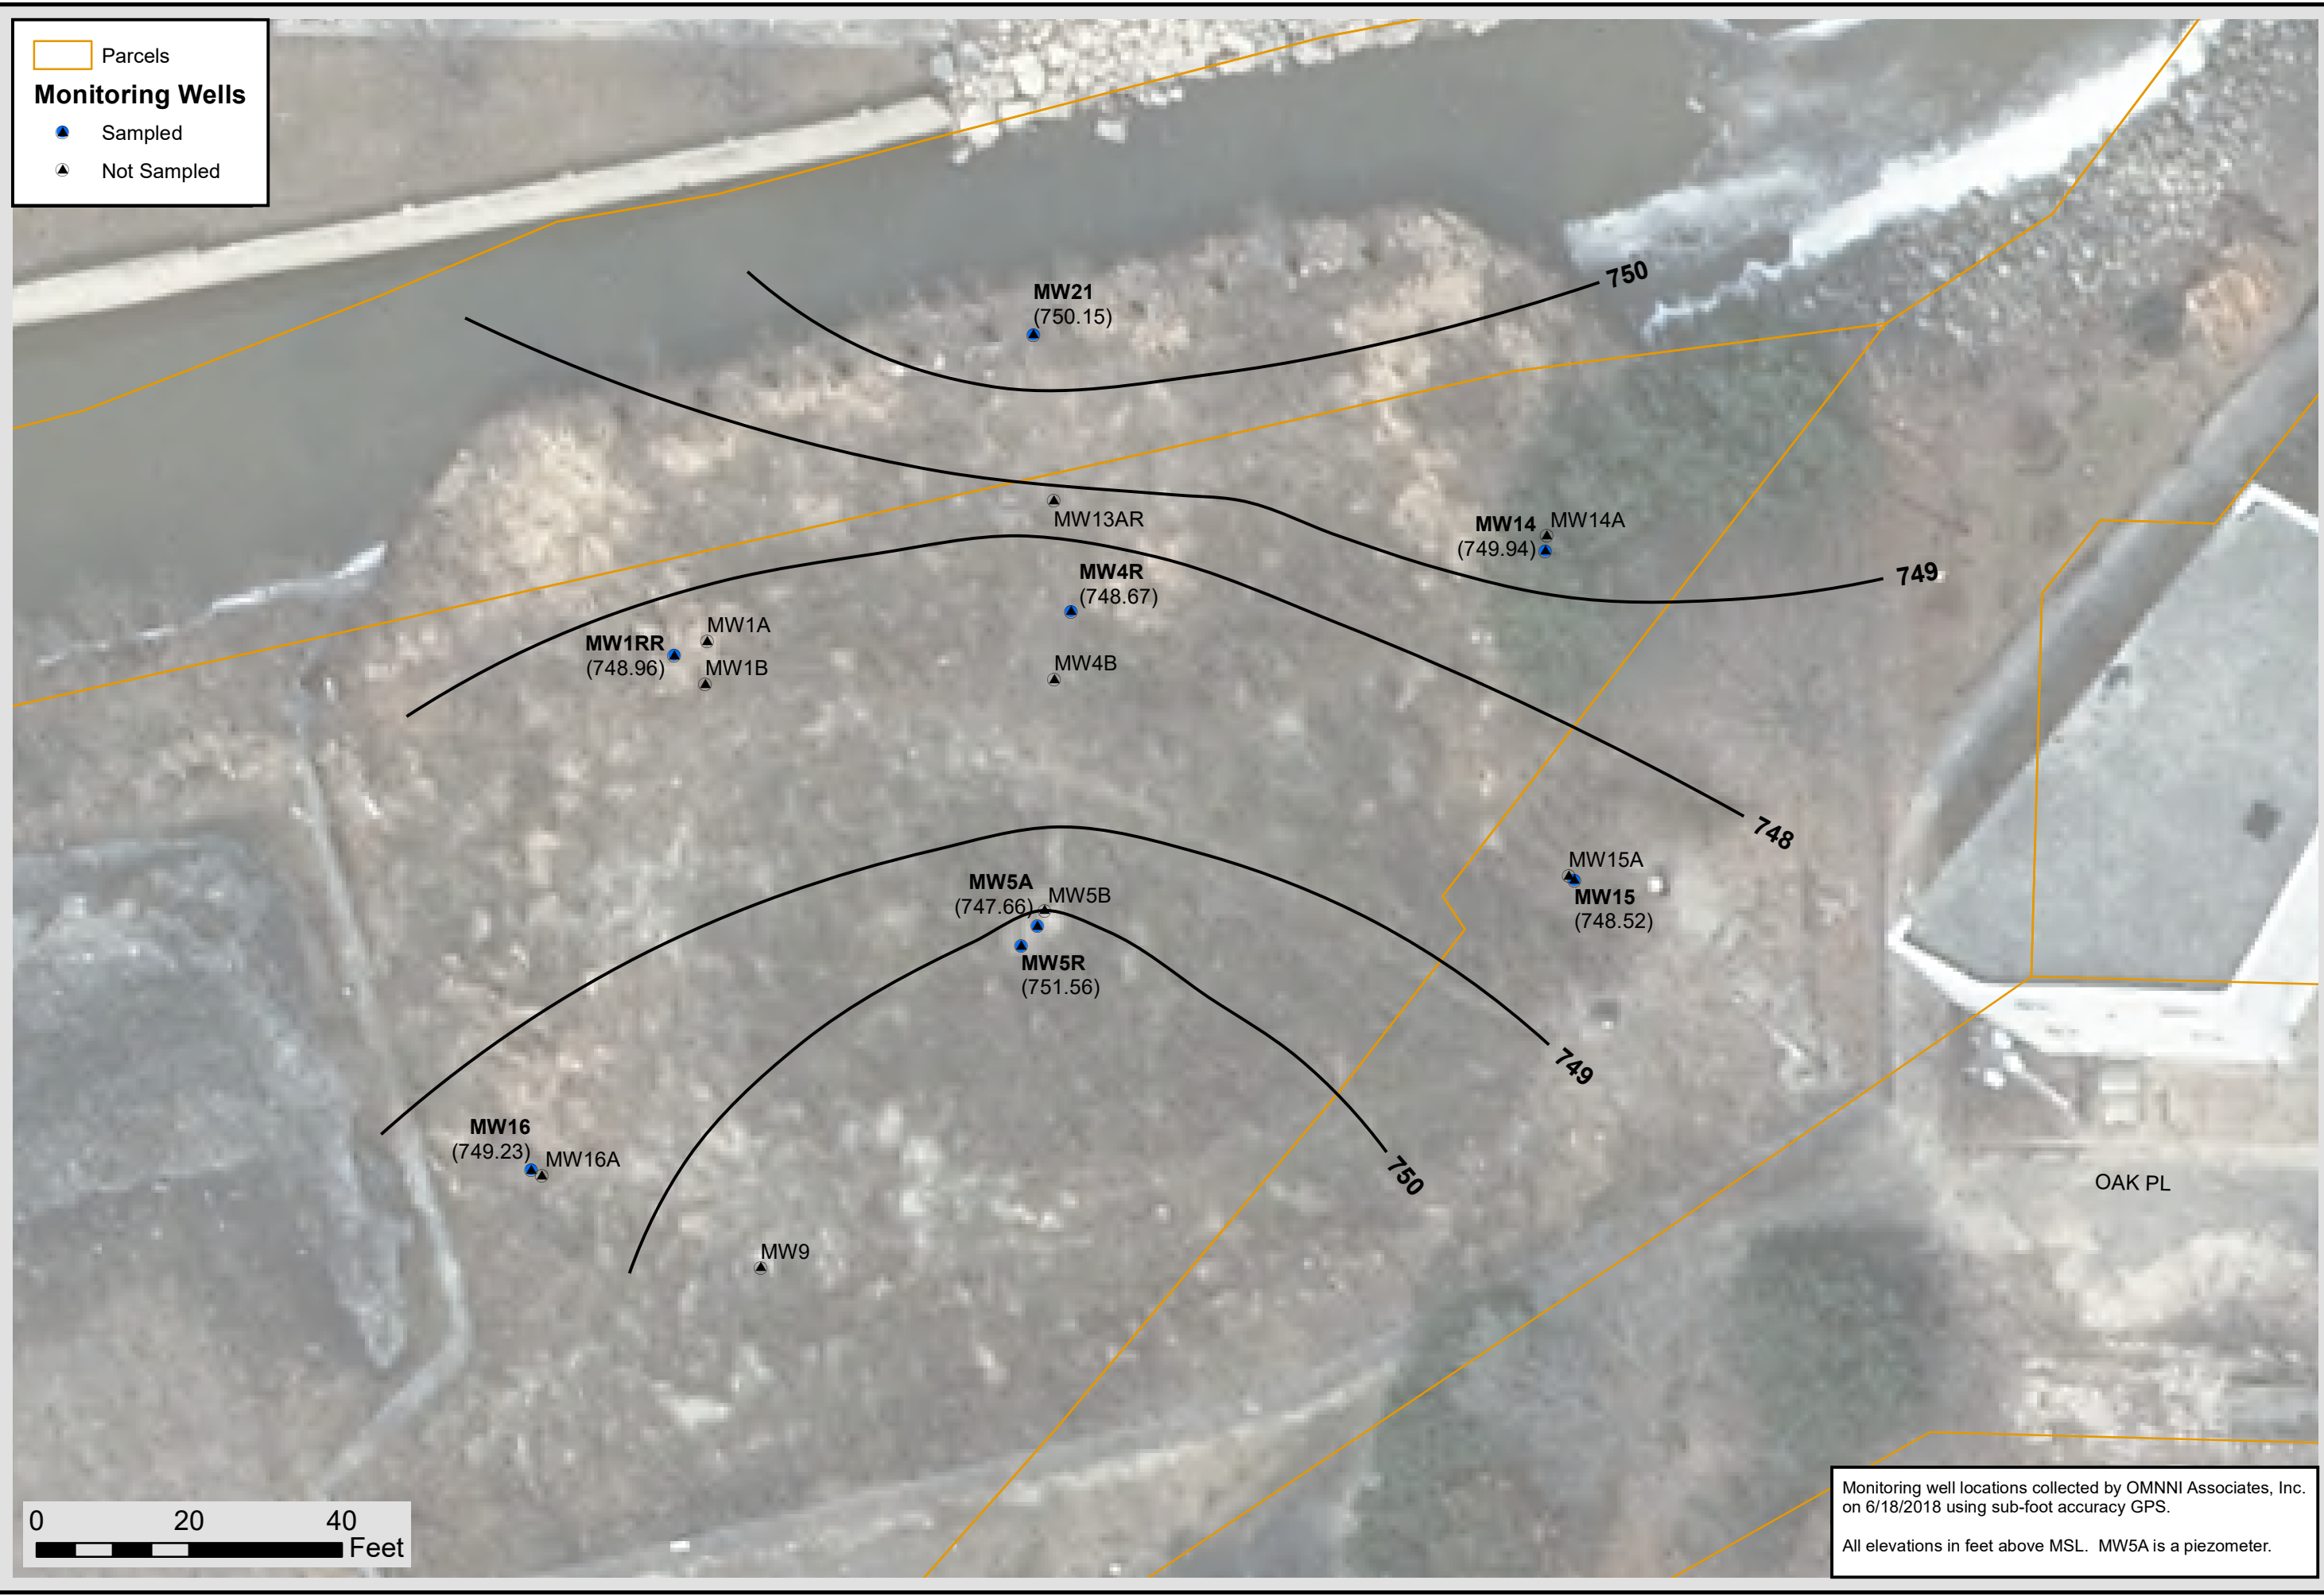 Parcels
Monitoring Wells
Sampled
Not Sampled
750
MW21
(750.15)
MW13AR
MW14
(749.94)
MW14A
749
MW4R
(748.67)
MW1A
MW1RR
(748.96)
MW1B
MW4B
748
MW15A
MW15
(748.52)
MW5A
(747.66)
MW5B
MW5R
(751.56)
749
MW16
(749.23)
MW16A
750
OAK PL
MW9
0 20 40
Feet
Monitoring well locations collected by OMNNI Associates, Inc.
on 6/18/2018 using sub-foot accuracy GPS.
All elevations in feet above MSL. MW5A is a piezometer.